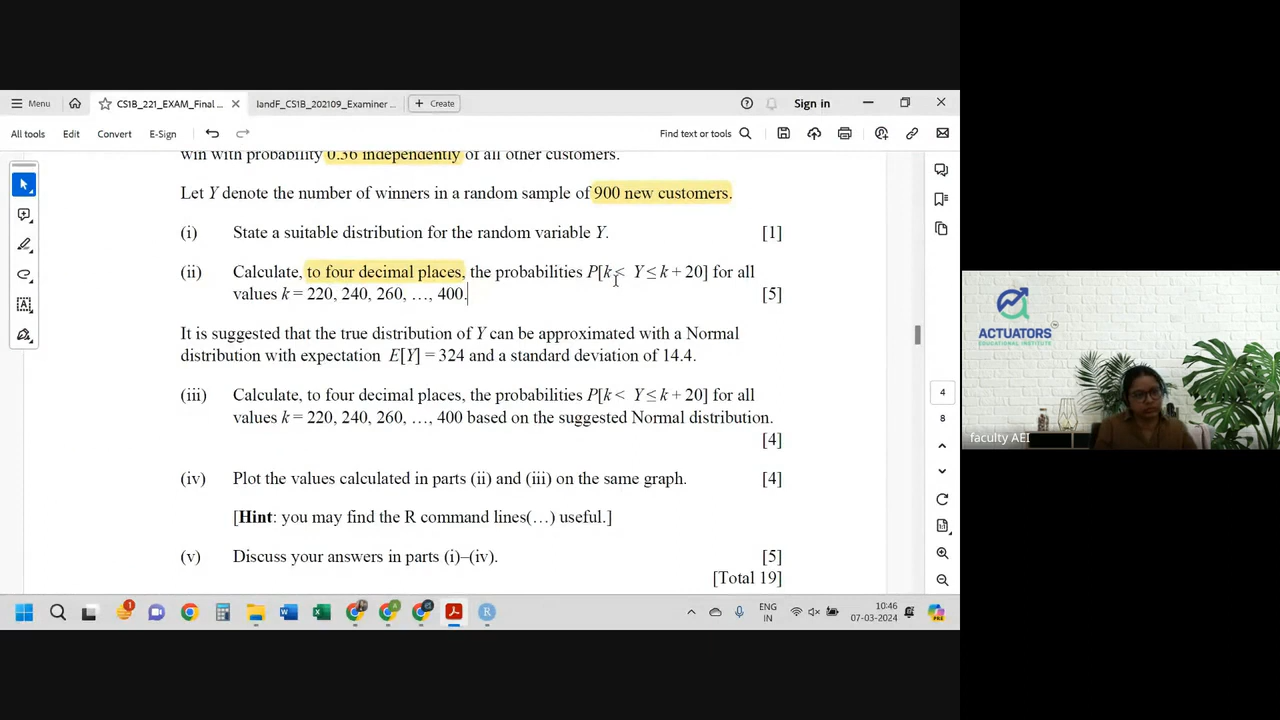 Menu
CS1B_221_EXAM_Final ...
IandF_CS1B_202109_Examiner ...
Create
Sign in
All tools Edit Convert E-Sign
Find text or tools
win with probability 0.36 independently of all other customers.
Let Y denote the number of winners in a random sample of 900 new customers.
(i) State a suitable distribution for the random variable Y. [1]
(ii) Calculate, to four decimal places, the probabilities P[k < Y ≤ k + 20] for all
values k = 220, 240, 260, …, 400. [5]
It is suggested that the true distribution of Y can be approximated with a Normal
distribution with expectation E[Y] = 324 and a standard deviation of 14.4.
(iii) Calculate, to four decimal places, the probabilities P[k < Y ≤ k + 20] for all
values k = 220, 240, 260, …, 400 based on the suggested Normal distribution.
[4]
(iv) Plot the values calculated in parts (ii) and (iii) on the same graph. [4]
[Hint: you may find the R command lines(…) useful.]
(v) Discuss your answers in parts (i)–(iv). [5]
[Total 19]
4
8
ACTUATORS
EDUCATIONAL INSTITUTE
faculty AEI
ENG
IN
10:46
07-03-2024